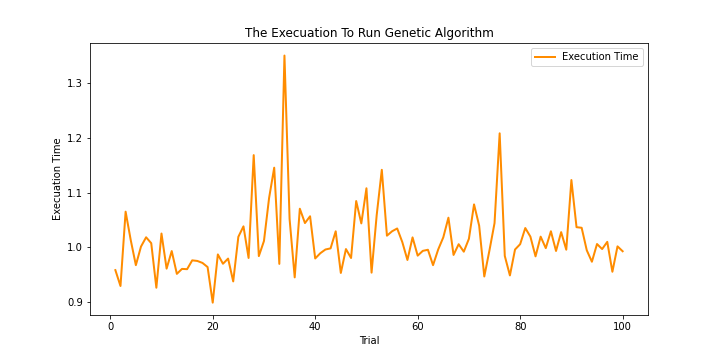 The Execuation To Run Genetic Algorithm
Execution Time
1.3
1.2
1.1
1.0
0.9
Execuation Time
0
20
40
60
80
100
Trial